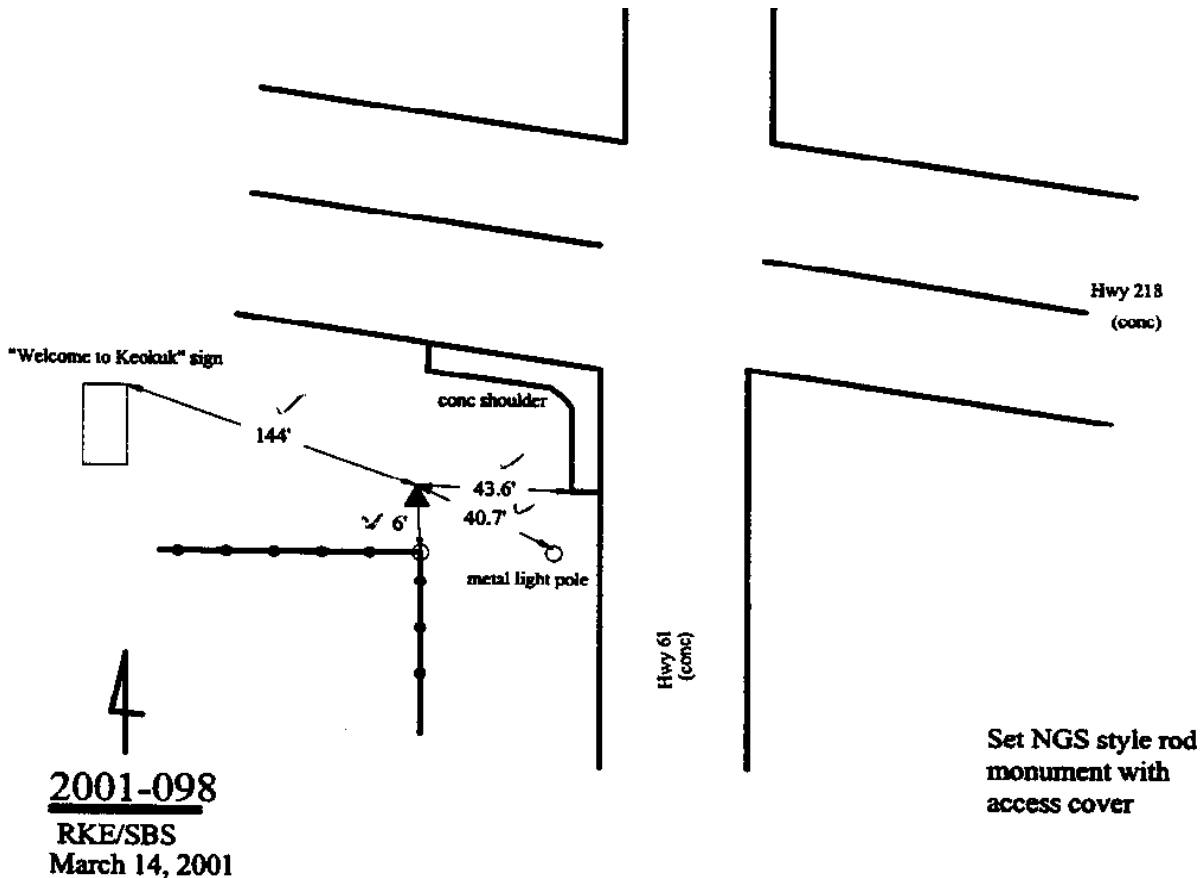 Hwy 218
(conc)
"Welcome to Keokuk" sign
conc shoulder
144'
43.6'
40.7'
6'
metal light pole
Hwy 61
(conc)
Set NGS style rod
monument with
access cover
2001-098
RKE/SBS
March 14, 2001